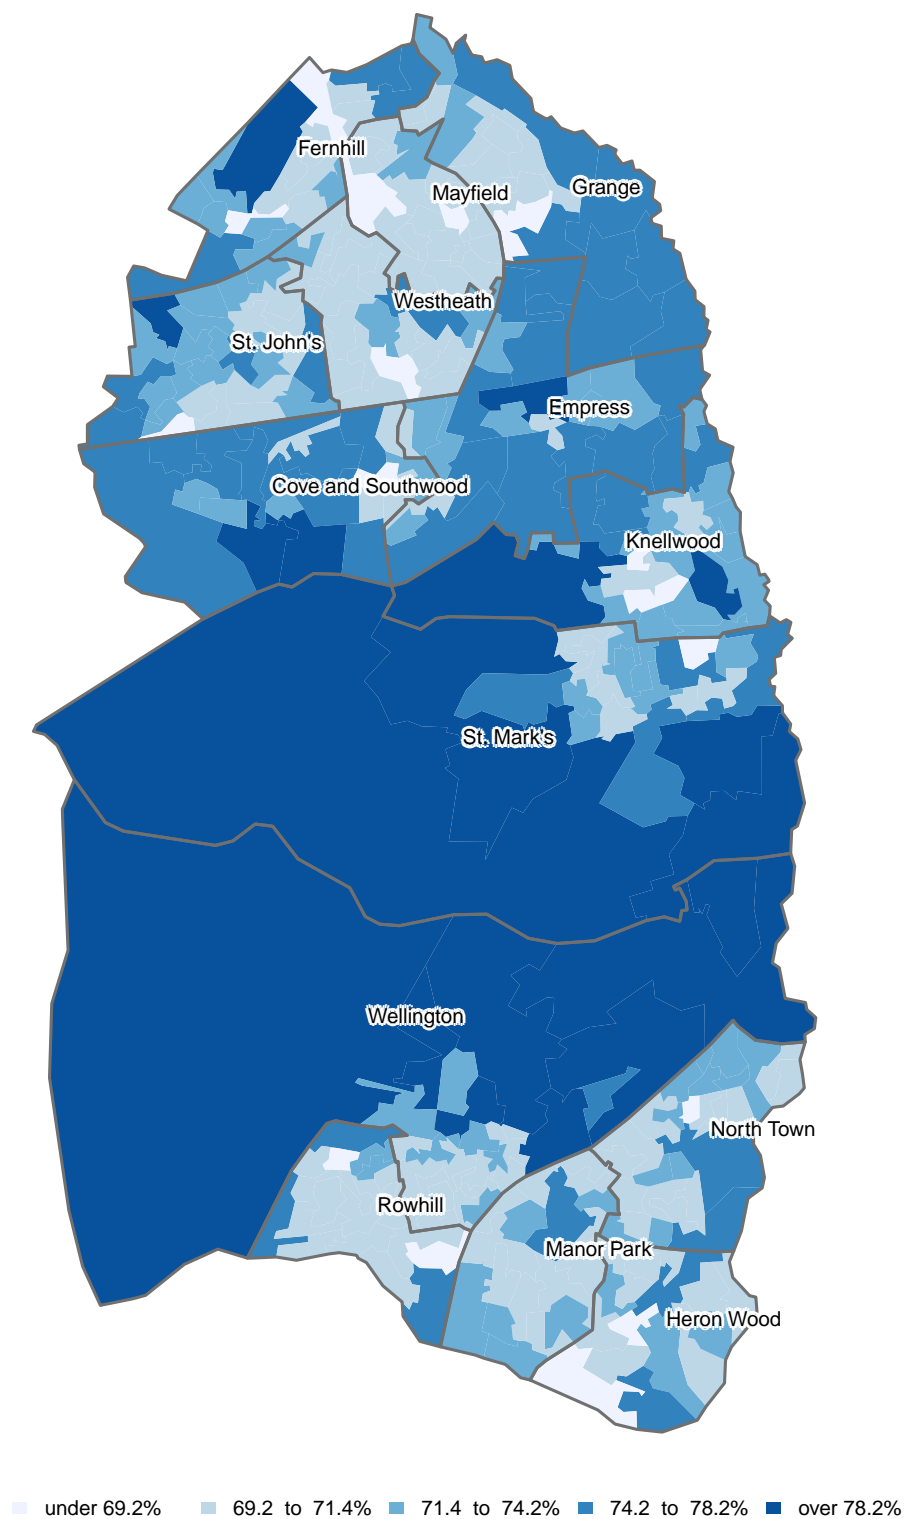 Fernhill
Mayfield
Grange
Westheath
St. John's
Empress
Cove and Southwood
Knellwood
St. Mark's
Wellington
North Town
Rowhill
Manor Park
Heron Wood
under 69.2% 69.2 to 71.4% 71.4 to 74.2% 74.2 to 78.2% over 78.2%